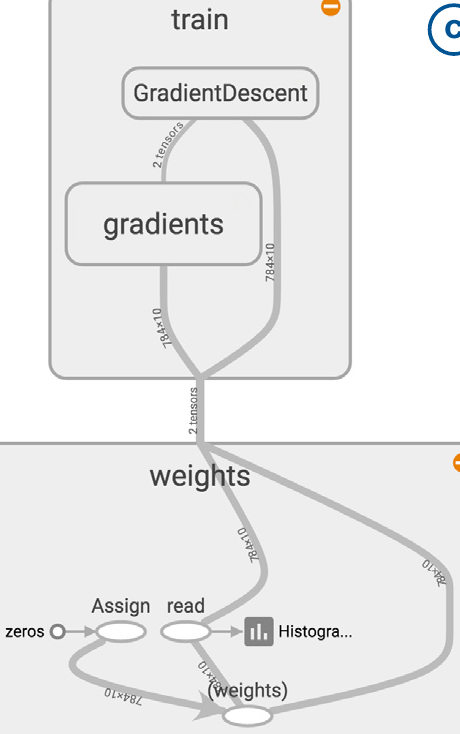 train
C
GradientDescent
2 tensors
gradients
784×10
784×10
2 tensors
weights
784×10
784×10
Assign
read
zeros
Histogra...
784×10
784×10
(weights)